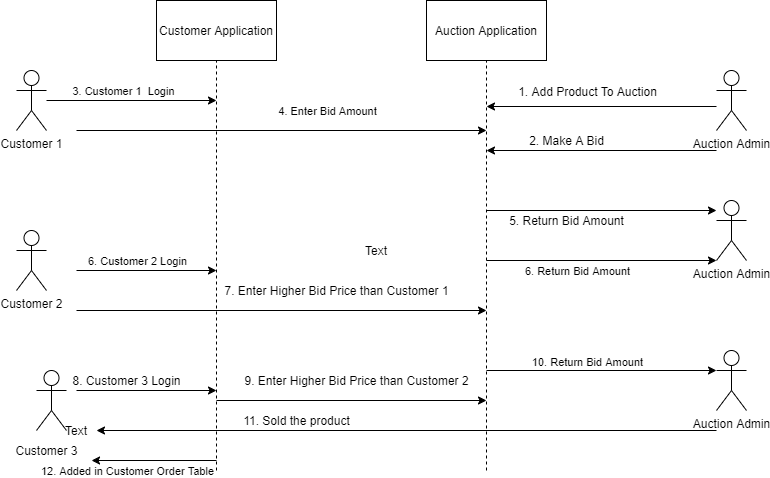 Customer Application
Auction Application
3. Customer 1 Login
1. Add Product To Auction
4. Enter Bid Amount
2. Make A Bid
Customer 1
Auction Admin
5. Return Bid Amount
Text
6. Customer 2 Login
6. Return Bid Amount
Auction Admin
7. Enter Higher Bid Price than Customer 1
Customer 2
10. Return Bid Amount
8. Customer 3 Login
9. Enter Higher Bid Price than Customer 2
11. Sold the product
Auction Admin
Text
Customer 3
12. Added in Customer Order Table